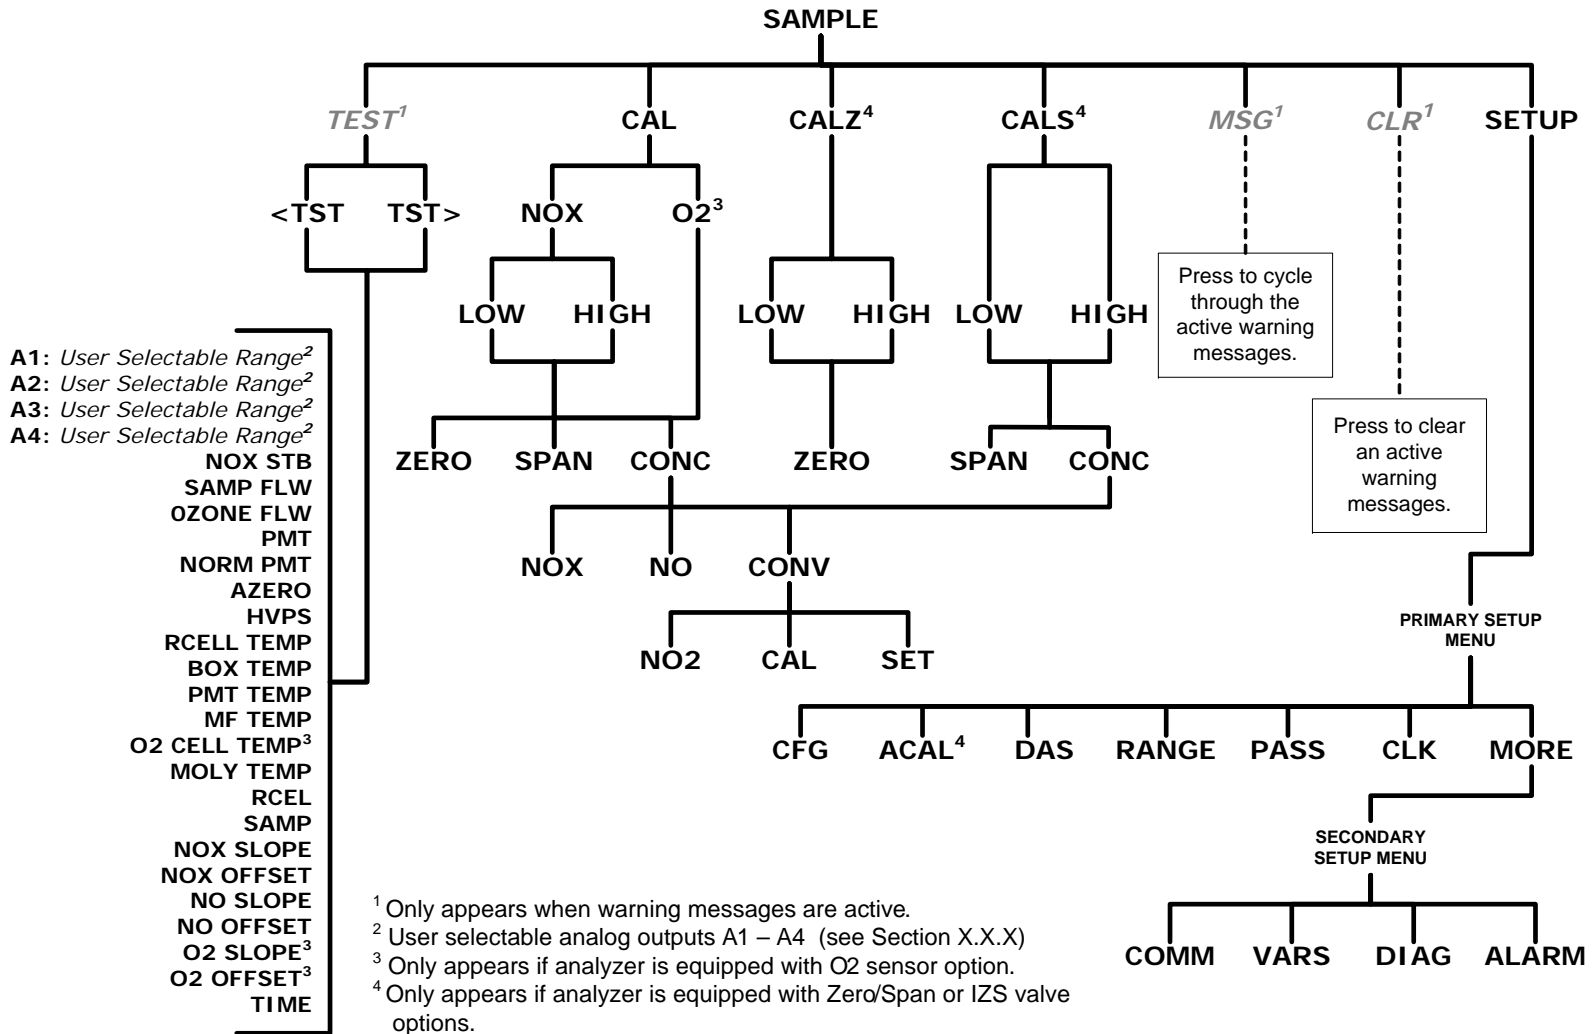 SAMPLE
TEST¹ CAL CALZ⁴ CALS⁴ MSG¹ CLR¹ SETUP
<TST TST> NOX O2³
LOW HIGH LOW HIGH LOW HIGH
Press to cycle
through the
active warning
messages.
Press to clear
an active
warning
messages.
A1: User Selectable Range²
A2: User Selectable Range²
A3: User Selectable Range²
A4: User Selectable Range²
NOX STB
SAMP FLW
0ZONE FLW
PMT
NORM PMT
AZERO
HVPS
RCELL TEMP
BOX TEMP
PMT TEMP
MF TEMP
O2 CELL TEMP³
MOLY TEMP
RCEL
SAMP
NOX SLOPE
NOX OFFSET
NO SLOPE
NO OFFSET
O2 SLOPE³
O2 OFFSET³
TIME
ZERO SPAN CONC ZERO SPAN CONC
NOX NO CONV
NO2 CAL SET
PRIMARY SETUP
MENU
CFG ACAL⁴ DAS RANGE PASS CLK MORE
SECONDARY
SETUP MENU
COMM VARS DIAG ALARM
¹ Only appears when warning messages are active.
² User selectable analog outputs A1 – A4 (see Section X.X.X)
³ Only appears if analyzer is equipped with O2 sensor option.
⁴ Only appears if analyzer is equipped with Zero/Span or IZS valve
options.